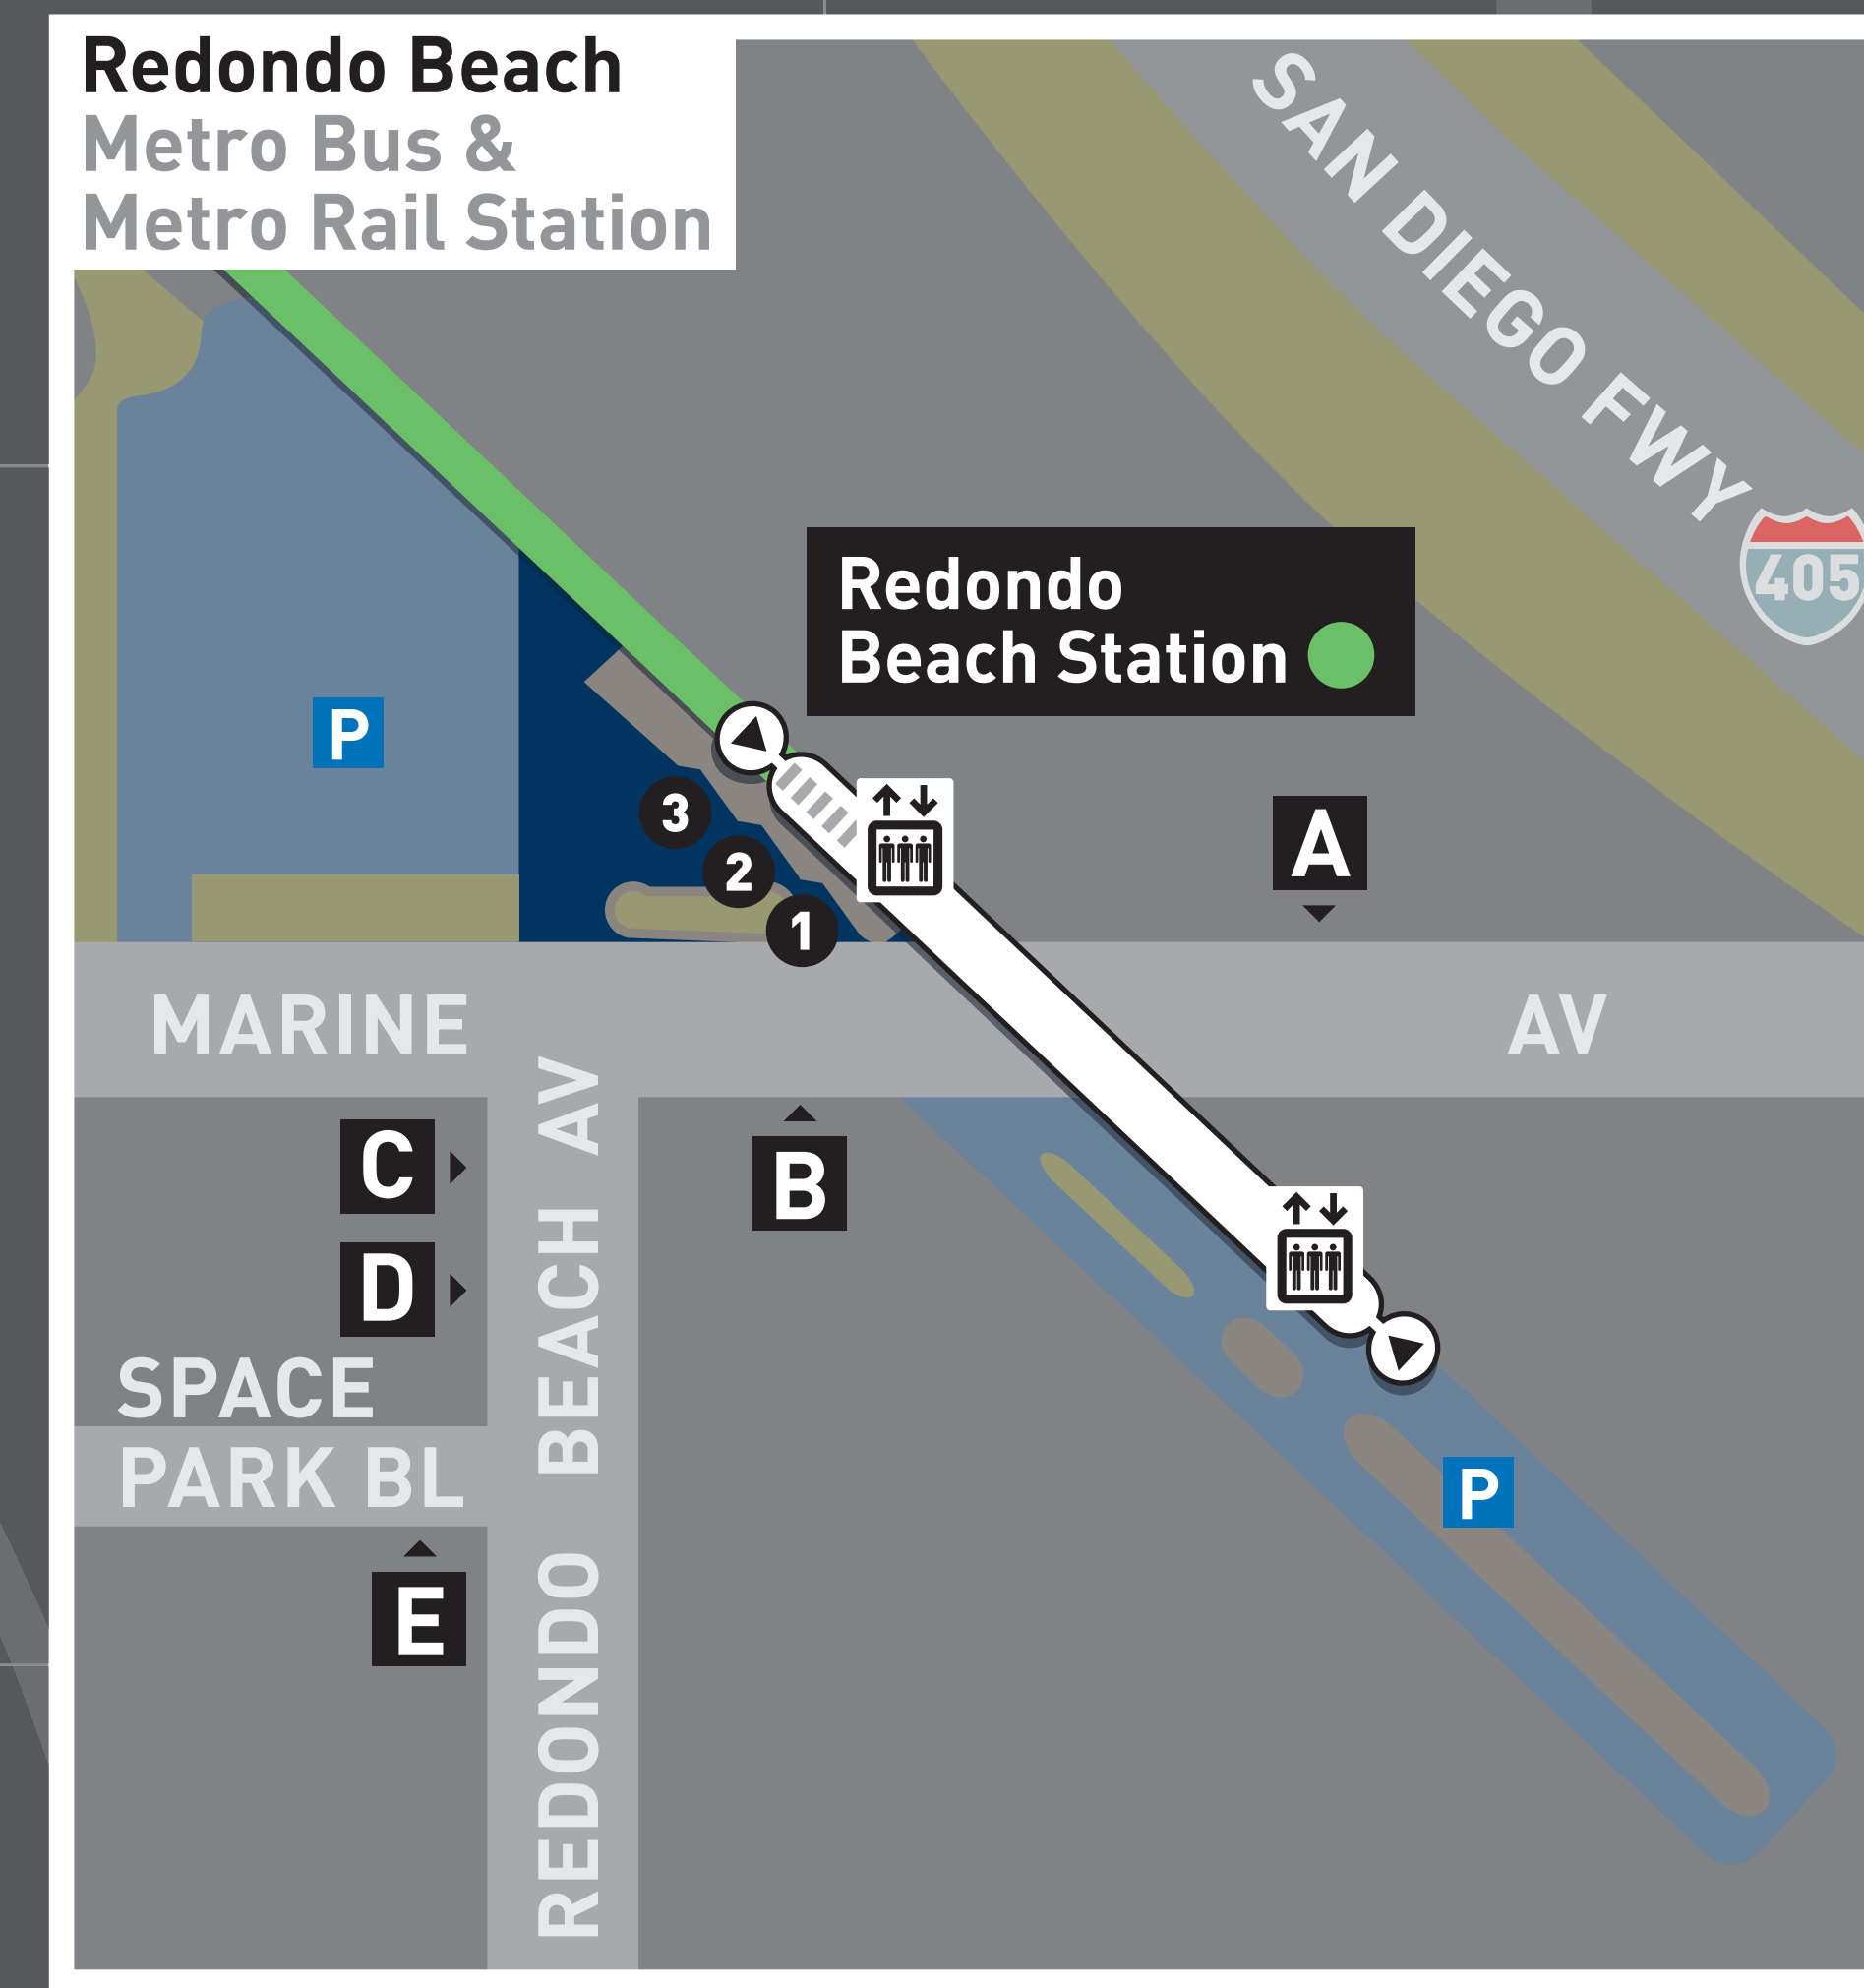 Redondo Beach
Metro Bus &
Metro Rail Station
SAN DIEGO FWY
405
Redondo
Beach Station
P
3
2
1
A
MARINE AV
REDONDO BEACH AV
B
C
D
SPACE
PARK BL
E
P